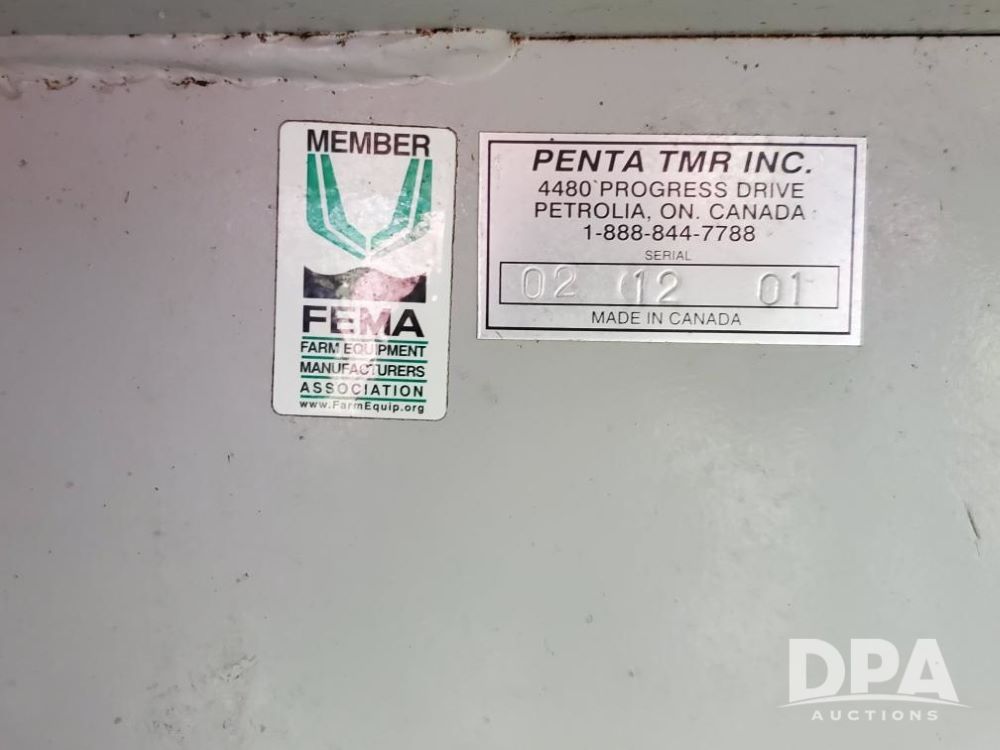 MEMBER
FEMA
FARM EQUIPMENT
MANUFACTURERS
ASSOCIATION
www.FarmEquip.org
PENTA TMR INC.
4480 PROGRESS DRIVE
PETROLIA, ON. CANADA
1-888-844-7788
SERIAL
02 12 01
MADE IN CANADA
DPA
AUCTIONS